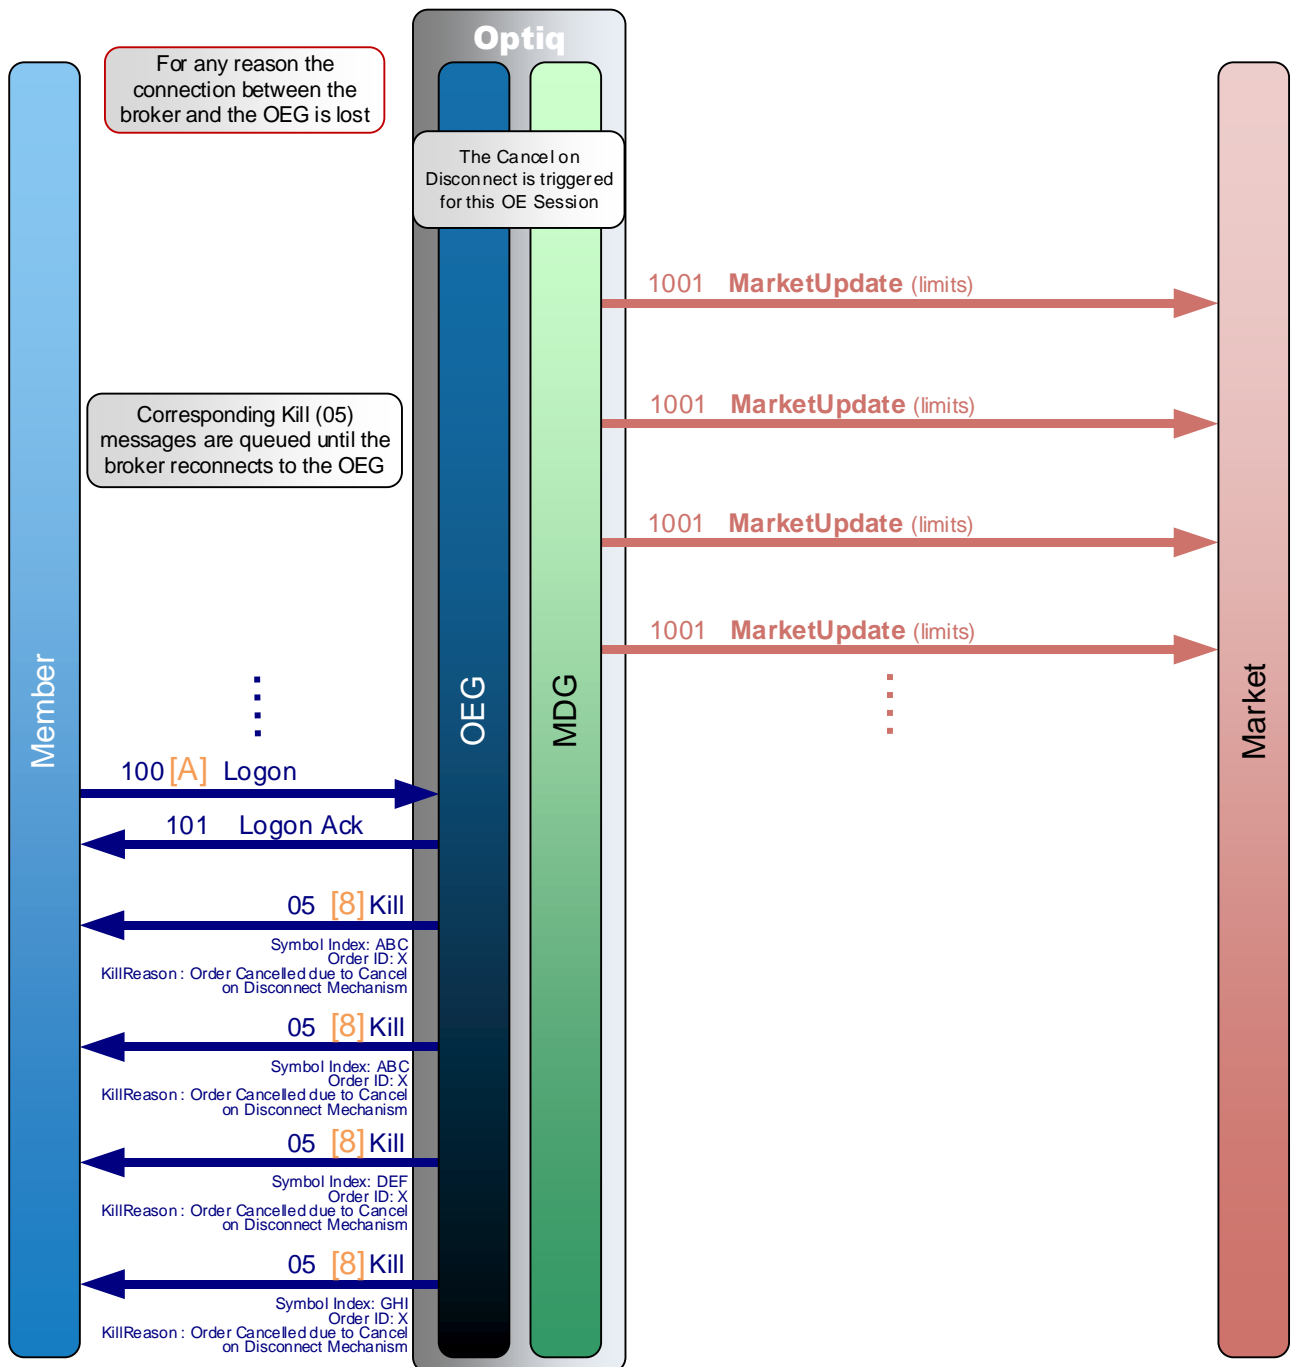 Optiq
For any reason the
connection between the
broker and the OEG is lost
The Cancel on
Disconnect is triggered
for this OE Session
1001 MarketUpdate (limits)
Corresponding Kill (05)
messages are queued until the
broker reconnects to the OEG
1001 MarketUpdate (limits)
1001 MarketUpdate (limits)
1001 MarketUpdate (limits)
Member
OEG
MDG
Market
100 [A] Logon
101 Logon Ack
05 [8] Kill
Symbol Index: ABC
Order ID: X
KillReason : Order Cancelled due to Cancel
on Disconnect Mechanism
05 [8] Kill
Symbol Index: ABC
Order ID: X
KillReason : Order Cancelled due to Cancel
on Disconnect Mechanism
05 [8] Kill
Symbol Index: DEF
Order ID: X
KillReason : Order Cancelled due to Cancel
on Disconnect Mechanism
05 [8] Kill
Symbol Index: GHI
Order ID: X
KillReason : Order Cancelled due to Cancel
on Disconnect Mechanism